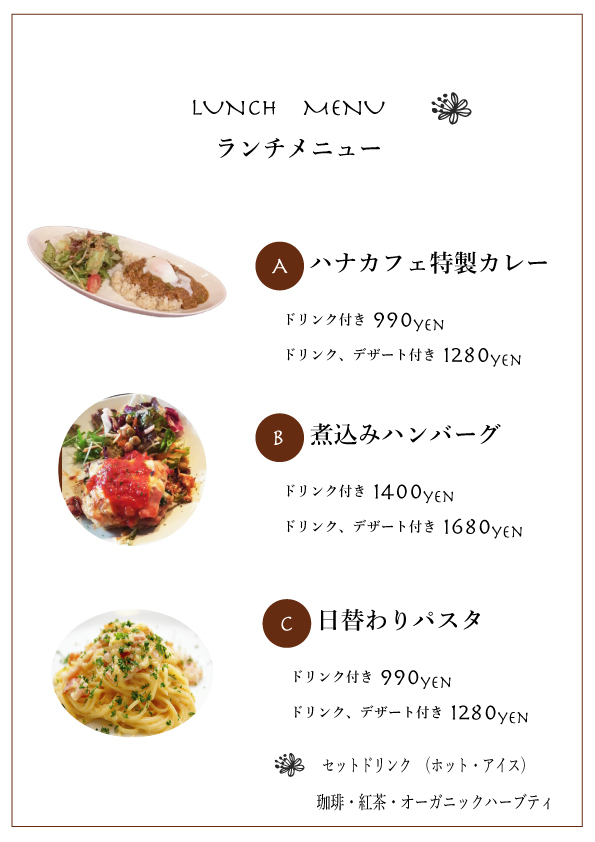 LUNCH MENU
ランチメニュー
A ハナカフェ特製カレー
ドリンク付き 990YEN
ドリンク、デザート付き 1280YEN
B 煮込みハンバーグ
ドリンク付き 1400YEN
ドリンク、デザート付き 1680YEN
C 日替わりパスタ
ドリンク付き 990YEN
ドリンク、デザート付き 1280YEN
セットドリンク （ホット・アイス）
珈琲・紅茶・オーガニックハーブティ